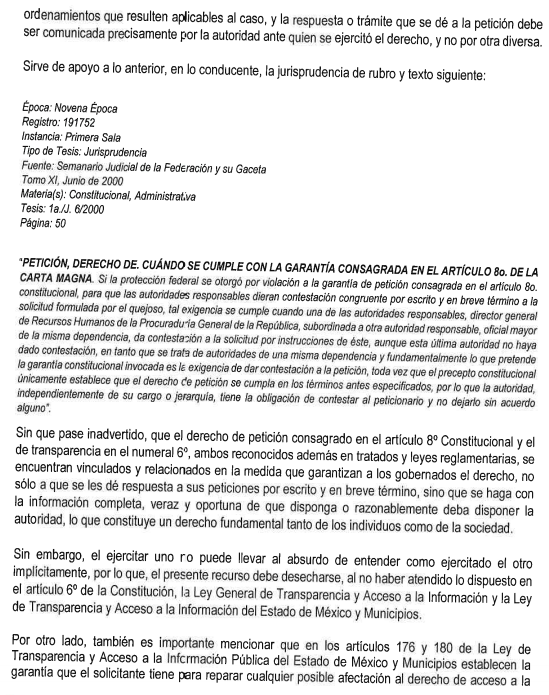 ordenamientos que resulten aplicables al caso, y la respuesta o trámite que se dé a la petición debe
ser comunicada precisamente por la autoridad ante quien se ejercitó el derecho, y no por otra diversa.
Sirve de apoyo a lo anterior, en lo conducente, la jurisprudencia de rubro y texto siguiente:
Época: Novena Época
Registro: 191752
Instancia: Primera Sala
Tipo de Tesis: Jurisprudencia
Fuente: Semanario Judicial de la Federación y su Gaceta
Tomo XI, Junio de 2000
Materia(s): Constitucional, Administrativa
Tesis: 1a./J. 6/2000
Página: 50
"PETICIÓN, DERECHO DE. CUÁNDO SE CUMPLE CON LA GARANTÍA CONSAGRADA EN EL ARTÍCULO 8o. DE LA
CARTA MAGNA. Si la protección federal se otorgó por violación a la garantía de petición consagrada en el artículo 8o.
constitucional, para que las autoridades responsables dieran contestación congruente por escrito y en breve término a la
solicitud formulada por el quejoso, tal exigencia se cumple cuando una de las autoridades responsables, director general
de Recursos Humanos de la Procuraduría General de la República, subordinada a otra autoridad responsable, oficial mayor
de la misma dependencia, da contestación a la solicitud por instrucciones de éste, aunque esta última autoridad no haya
dado contestación, en tanto que se trata de autoridades de una misma dependencia y fundamentalmente lo que pretende
la garantía constitucional invocada es la exigencia de dar contestación a la petición, toda vez que el precepto constitucional
únicamente establece que el derecho de petición se cumpla en los términos antes especificados, por lo que la autoridad,
independientemente de su cargo o jerarquía, tiene la obligación de contestar al peticionario y no dejarlo sin acuerdo
alguno".
Sin que pase inadvertido, que el derecho de petición consagrado en el artículo 8º Constitucional y el
de transparencia en el numeral 6º, ambos reconocidos además en tratados y leyes reglamentarias, se
encuentran vinculados y relacionados en la medida que garantizan a los gobernados el derecho, no
sólo a que se les dé respuesta a sus peticiones por escrito y en breve término, sino que se haga con
la información completa, veraz y oportuna de que disponga o razonablemente deba disponer la
autoridad, lo que constituye un derecho fundamental tanto de los individuos como de la sociedad.
Sin embargo, el ejercitar uno no puede llevar al absurdo de entender como ejercitado el otro
implícitamente, por lo que, el presente recurso debe desecharse, al no haber atendido lo dispuesto en
el artículo 6º de la Constitución, la Ley General de Transparencia y Acceso a la Información y la Ley
de Transparencia y Acceso a la Información del Estado de México y Municipios.
Por otro lado, también es importante mencionar que en los artículos 176 y 180 de la Ley de
Transparencia y Acceso a la Información Pública del Estado de México y Municipios establecen la
garantía que el solicitante tiene para reparar cualquier posible afectación al derecho de acceso a la